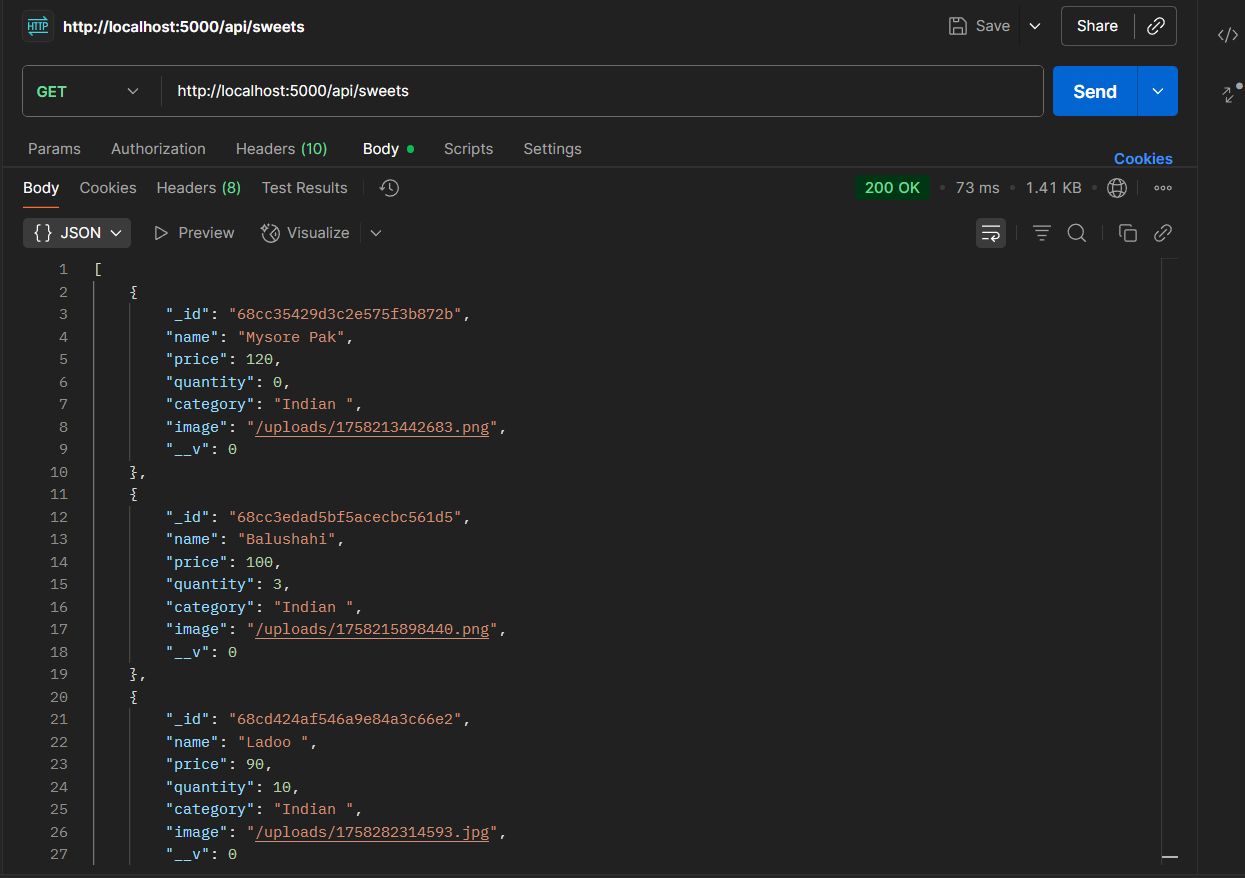 HTTP http://localhost:5000/api/sweets Save Share
GET http://localhost:5000/api/sweets Send
Params Authorization Headers (10) Body Scripts Settings
Cookies
Body Cookies Headers (8) Test Results 200 OK • 73 ms • 1.41 KB •
{} JSON Preview Visualize
1 [
2 {
3 "_id": "68cc35429d3c2e575f3b872b",
4 "name": "Mysore Pak",
5 "price": 120,
6 "quantity": 0,
7 "category": "Indian ",
8 "image": "/uploads/1758213442683.png",
9 "__v": 0
10 },
11 {
12 "_id": "68cc3edad5bf5acecbc561d5",
13 "name": "Balushahi",
14 "price": 100,
15 "quantity": 3,
16 "category": "Indian ",
17 "image": "/uploads/1758215898440.png",
18 "__v": 0
19 },
20 {
21 "_id": "68cd424af546a9e84a3c66e2",
22 "name": "Ladoo ",
23 "price": 90,
24 "quantity": 10,
25 "category": "Indian ",
26 "image": "/uploads/1758282314593.jpg",
27 "__v": 0